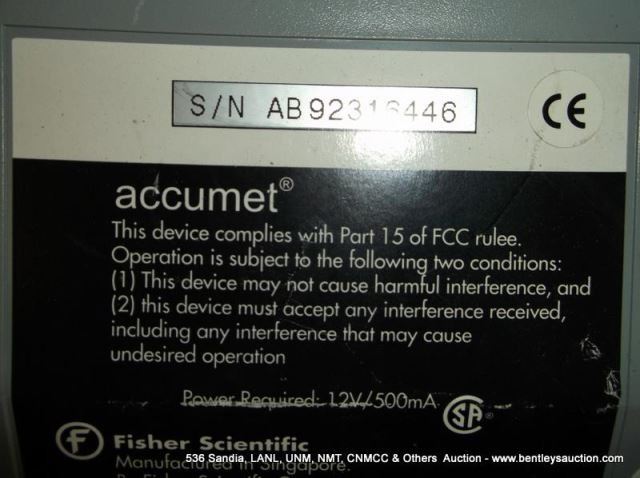 S/N AB92316446
CE
accumet®
This device complies with Part 15 of FCC rulee.
Operation is subject to the following two conditions:
(1) This device may not cause harmful interference, and
(2) this device must accept any interference received,
including any interference that may cause
undesired operation
Power Required: 12V/500mA
SA
F Fisher Scientific
Manufactured in Singapore.
536 Sandia, LANL, UNM, NMT, CNMCC & Others Auction - www.bentleysauction.com